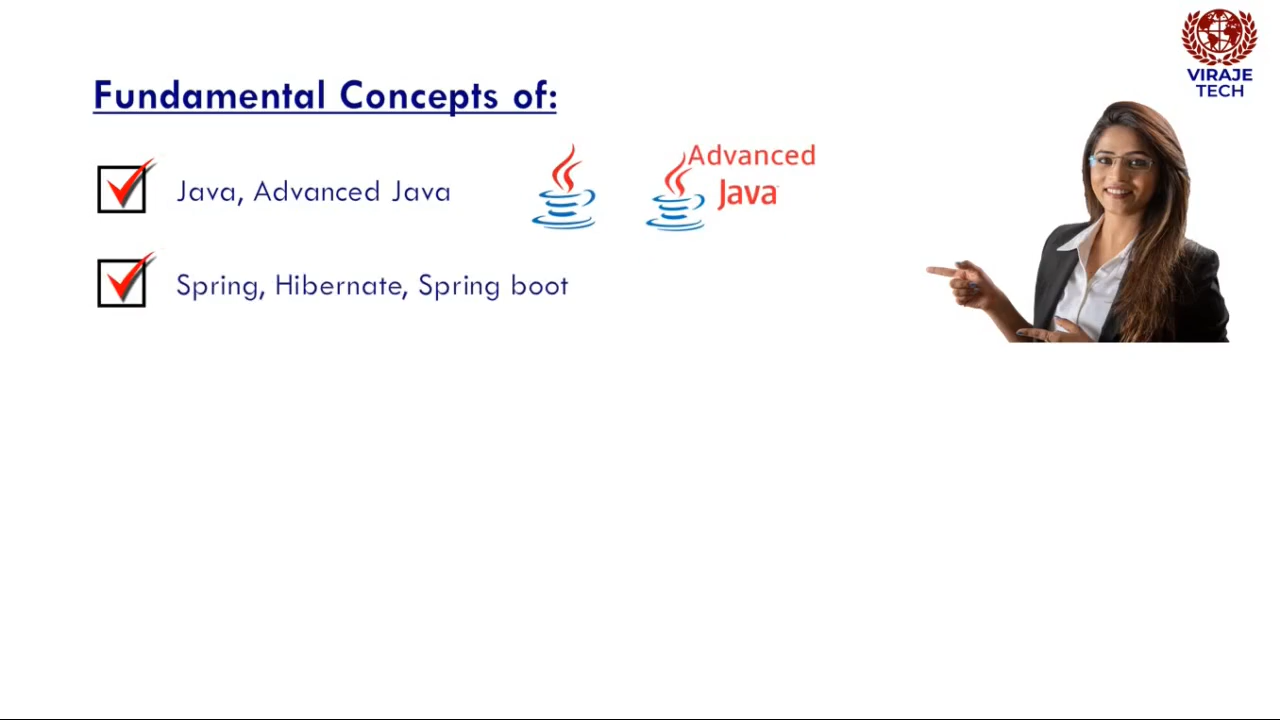 VIRAJE
TECH
Fundamental Concepts of:
Java, Advanced Java
Advanced
Java
Spring, Hibernate, Spring boot